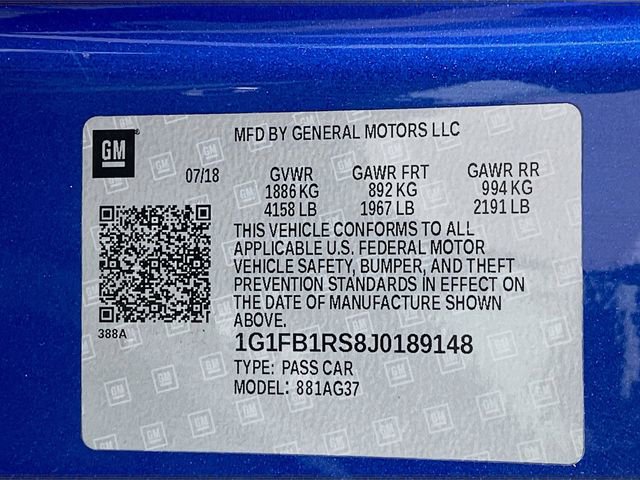 GM
MFD BY GENERAL MOTORS LLC
07/18 GVWR GAWR FRT GAWR RR
1886 KG 892 KG 994 KG
4158 LB 1967 LB 2191 LB
THIS VEHICLE CONFORMS TO ALL
APPLICABLE U.S. FEDERAL MOTOR
VEHICLE SAFETY, BUMPER, AND THEFT
PREVENTION STANDARDS IN EFFECT ON
THE DATE OF MANUFACTURE SHOWN
ABOVE.
388A
1G1FB1RS8J0189148
TYPE: PASS CAR
MODEL: 881AG37